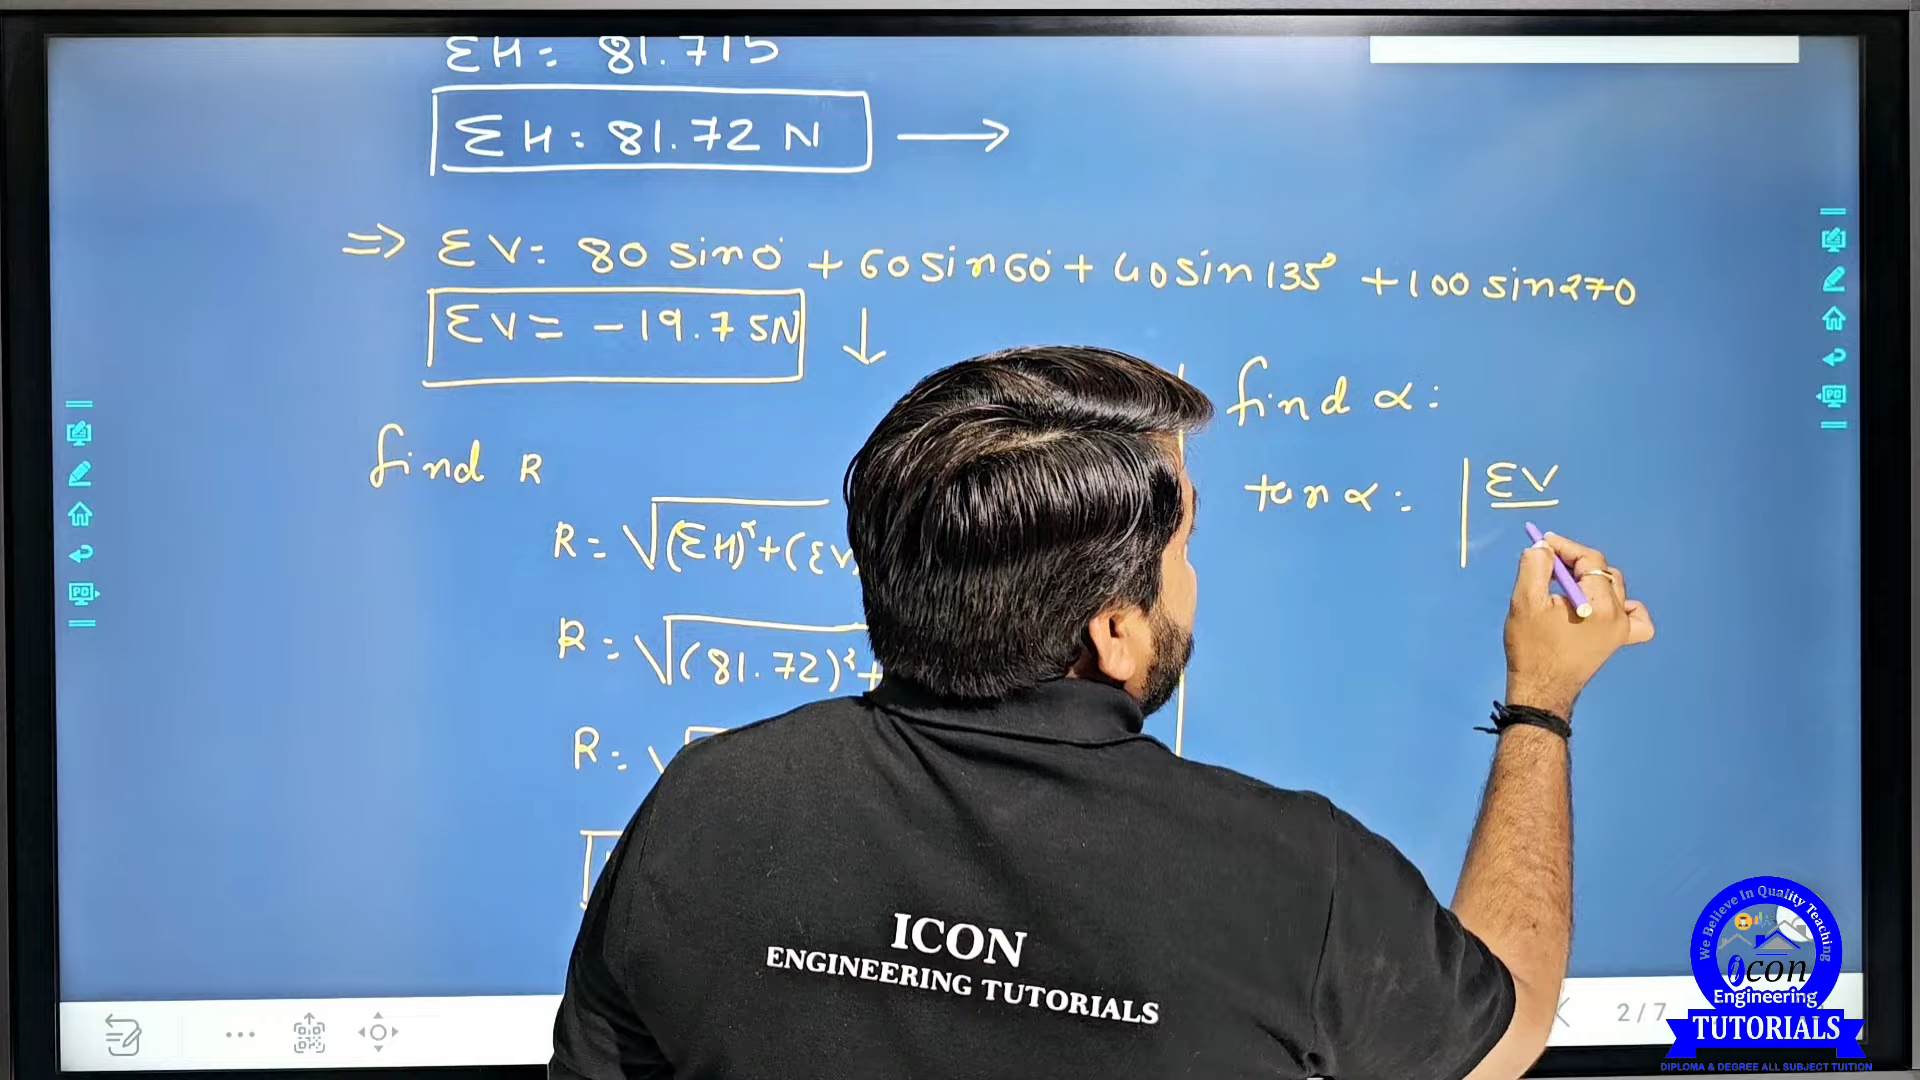 ΣH = 81.715
ΣH = 81.72 N →
⇒ ΣV = 80 sin0° + 60 sin60° + 40 sin135° + 100 sin270
ΣV = -19.75N ↓
find R
R = √(ΣH)² + (ΣV
R = √(81.72)² +
R = √
find α:
tan α = | ΣV
ICON
ENGINEERING TUTORIALS
2/7
We Believe In Quality Teaching
icon
Engineering
TUTORIALS
DIPLOMA & DEGREE ALL SUBJECT TUITION
PD
PD